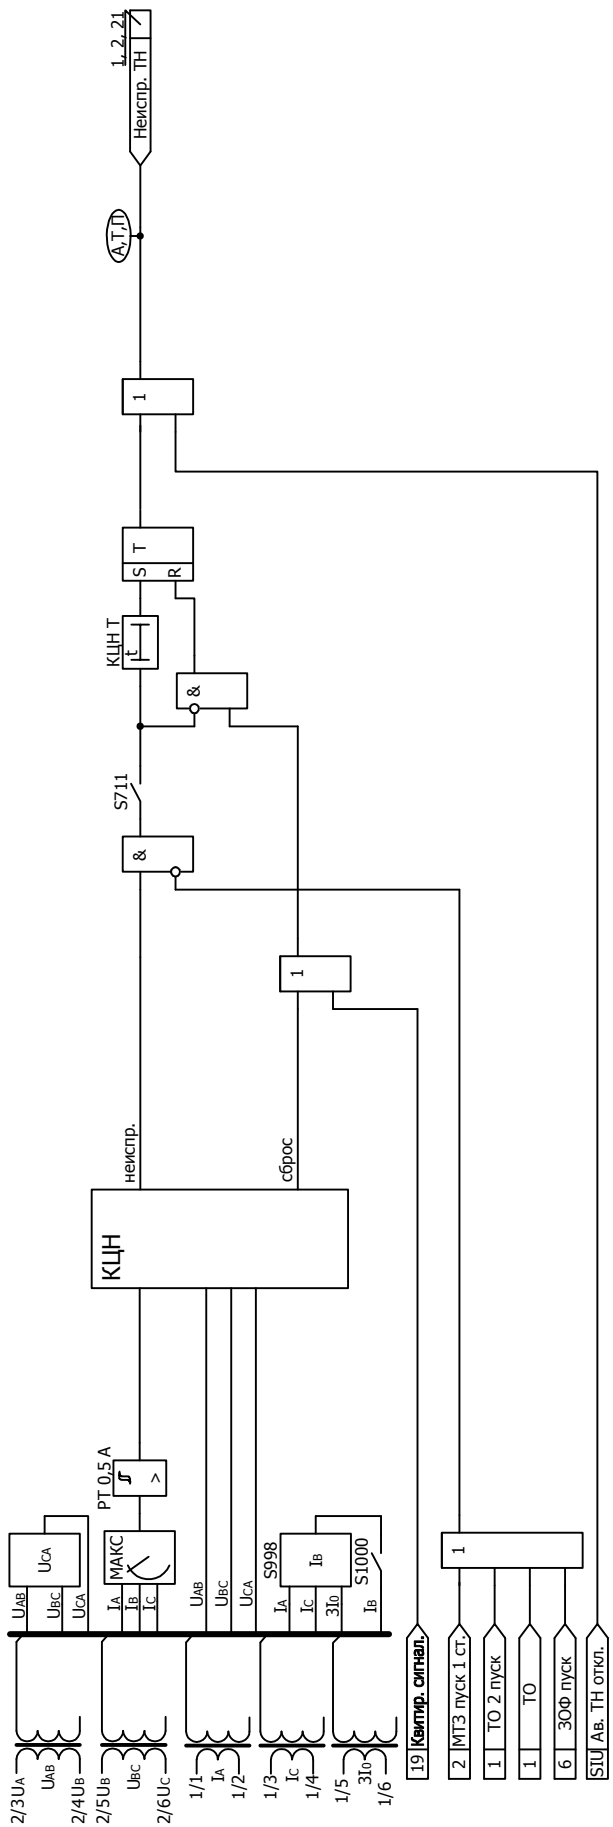 1, 2, 21
Неиспр. ТН
А,Т,П
1
S
T
R
КЦН Т
t
&
S711
&
1
неиспр.
сброс
КЦН
РТ 0,5 А
>
МАКС
UCA
UAB
UBC
UCA
IA
IB
IC
UAB
UBC
UCA
S998
IB
IA
IC
3I0
S1000
IB
2/3UA
UAB
2/4UB
2/5UB
UBC
2/6UC
1/1
IA
1/2
1/3
IC
1/4
1/5
3I0
1/6
19 Квитир. сигнал.
1
2 МТЗ пуск 1 ст.
1 ТО 2 пуск
1 ТО
6 ЗОФ пуск
SIU Ав. ТН откл.